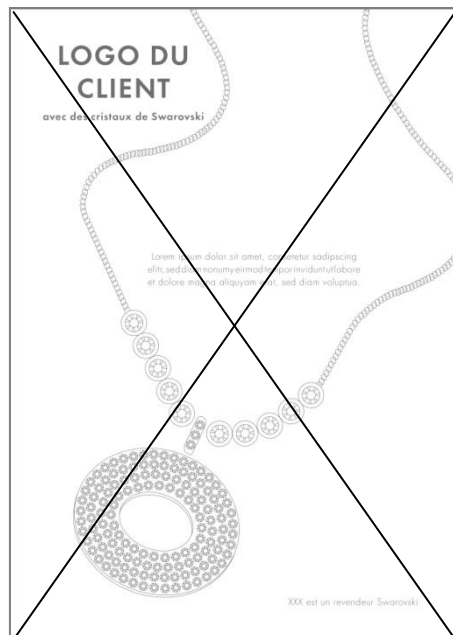 LOGO DU
CLIENT
avec des cristaux de Swarovski
Lorem ipsum dolor sit amet, consetetur sadipscing
elitr, sed diam nonumy eirmod tempor invidunt ut labore
et dolore magna aliquyam erat, sed diam voluptua.
XXX est un revendeur Swarovski